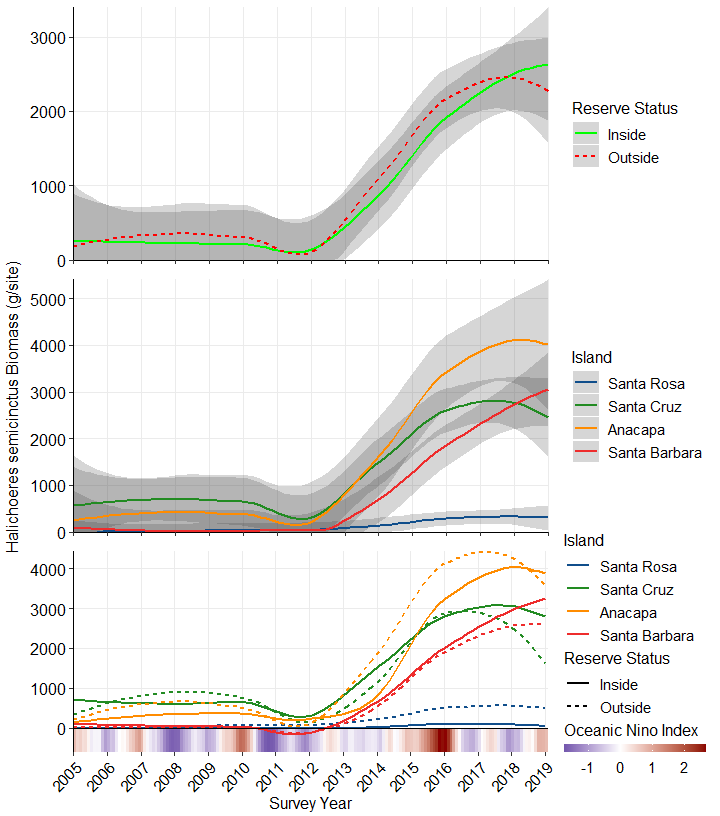 Halichoeres semicinctus Biomass (g/site)
3000
2000
1000
0
Reserve Status
Inside
Outside
5000
4000
3000
2000
1000
0
Island
Santa Rosa
Santa Cruz
Anacapa
Santa Barbara
4000
3000
2000
1000
0
2005 2006 2007 2008 2009 2010 2011 2012 2013 2014 2015 2016 2017 2018 2019
Survey Year
Island
Santa Rosa
Santa Cruz
Anacapa
Santa Barbara
Reserve Status
Inside
Outside
Oceanic Nino Index
-1 0 1 2